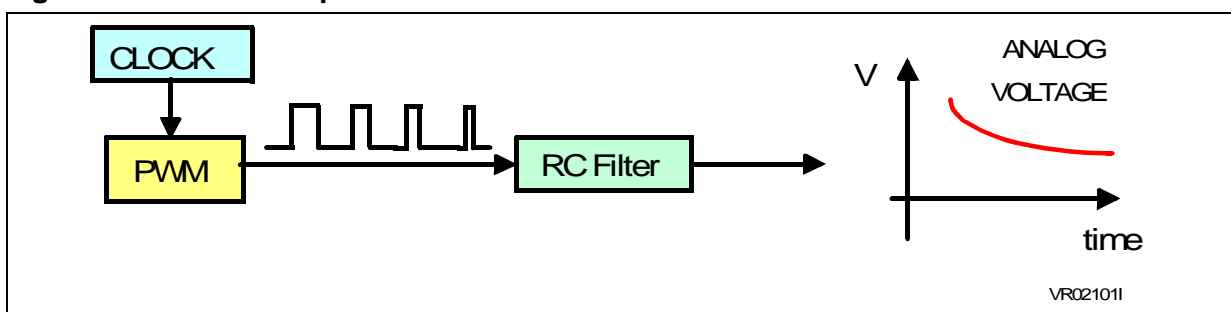 CLOCK
PWM
RC Filter
V
ANALOG
VOLTAGE
time
VR02101I